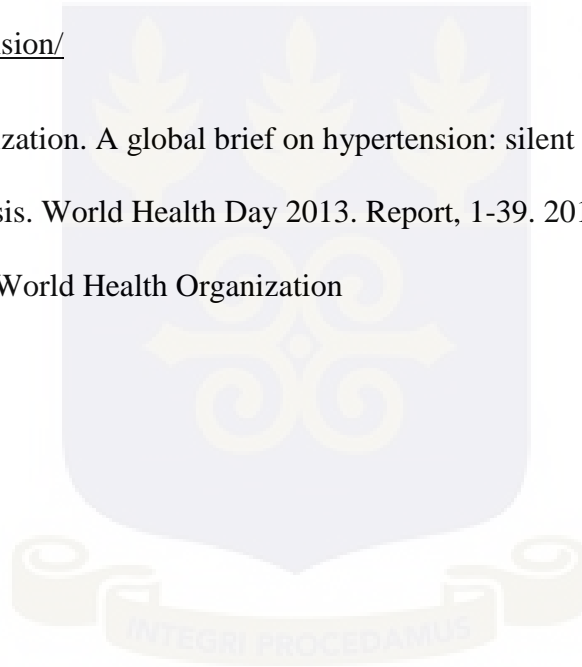 sion/
ization. A global brief on hypertension: silent
sis. World Health Day 2013. Report, 1-39. 201
World Health Organization
INTEGRI PROCEDAMUS